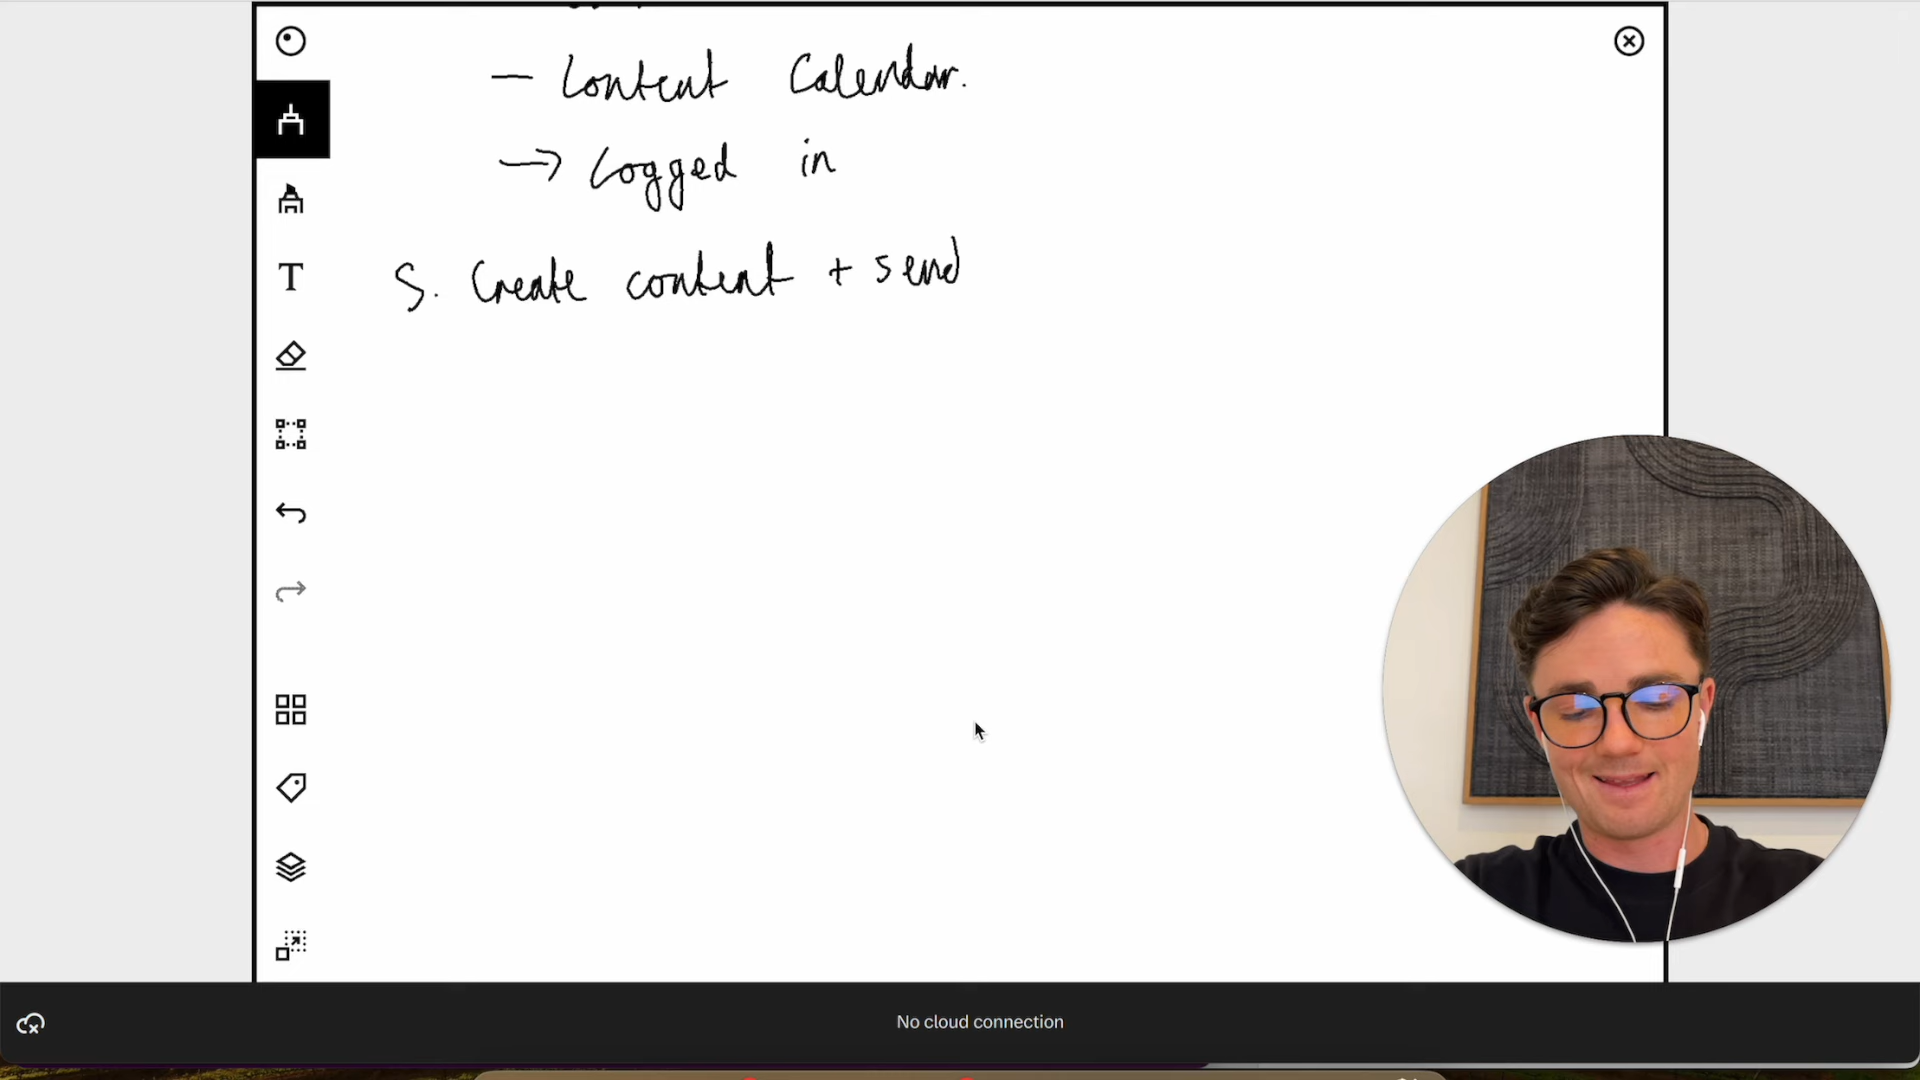 — Content Calendar.
→ Logged in
5. Create content + send
T
No cloud connection